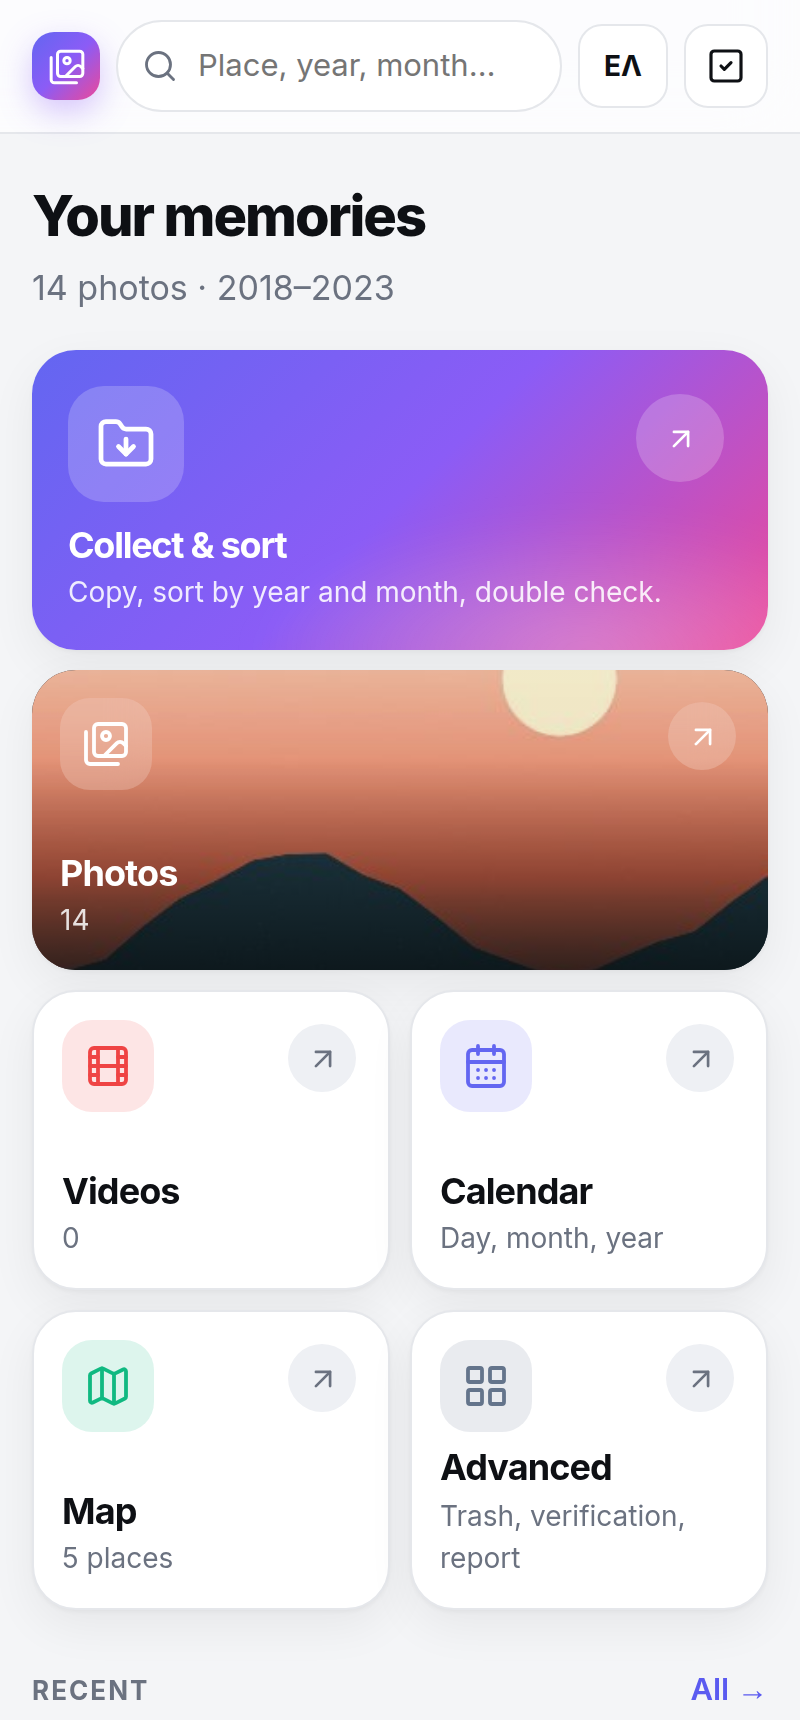 Place, year, month...
ΕΛ
Your memories
14 photos · 2018–2023
Collect & sort
Copy, sort by year and month, double check.
Photos
14
Videos
0
Calendar
Day, month, year
Map
5 places
Advanced
Trash, verification,
report
RECENT
All →